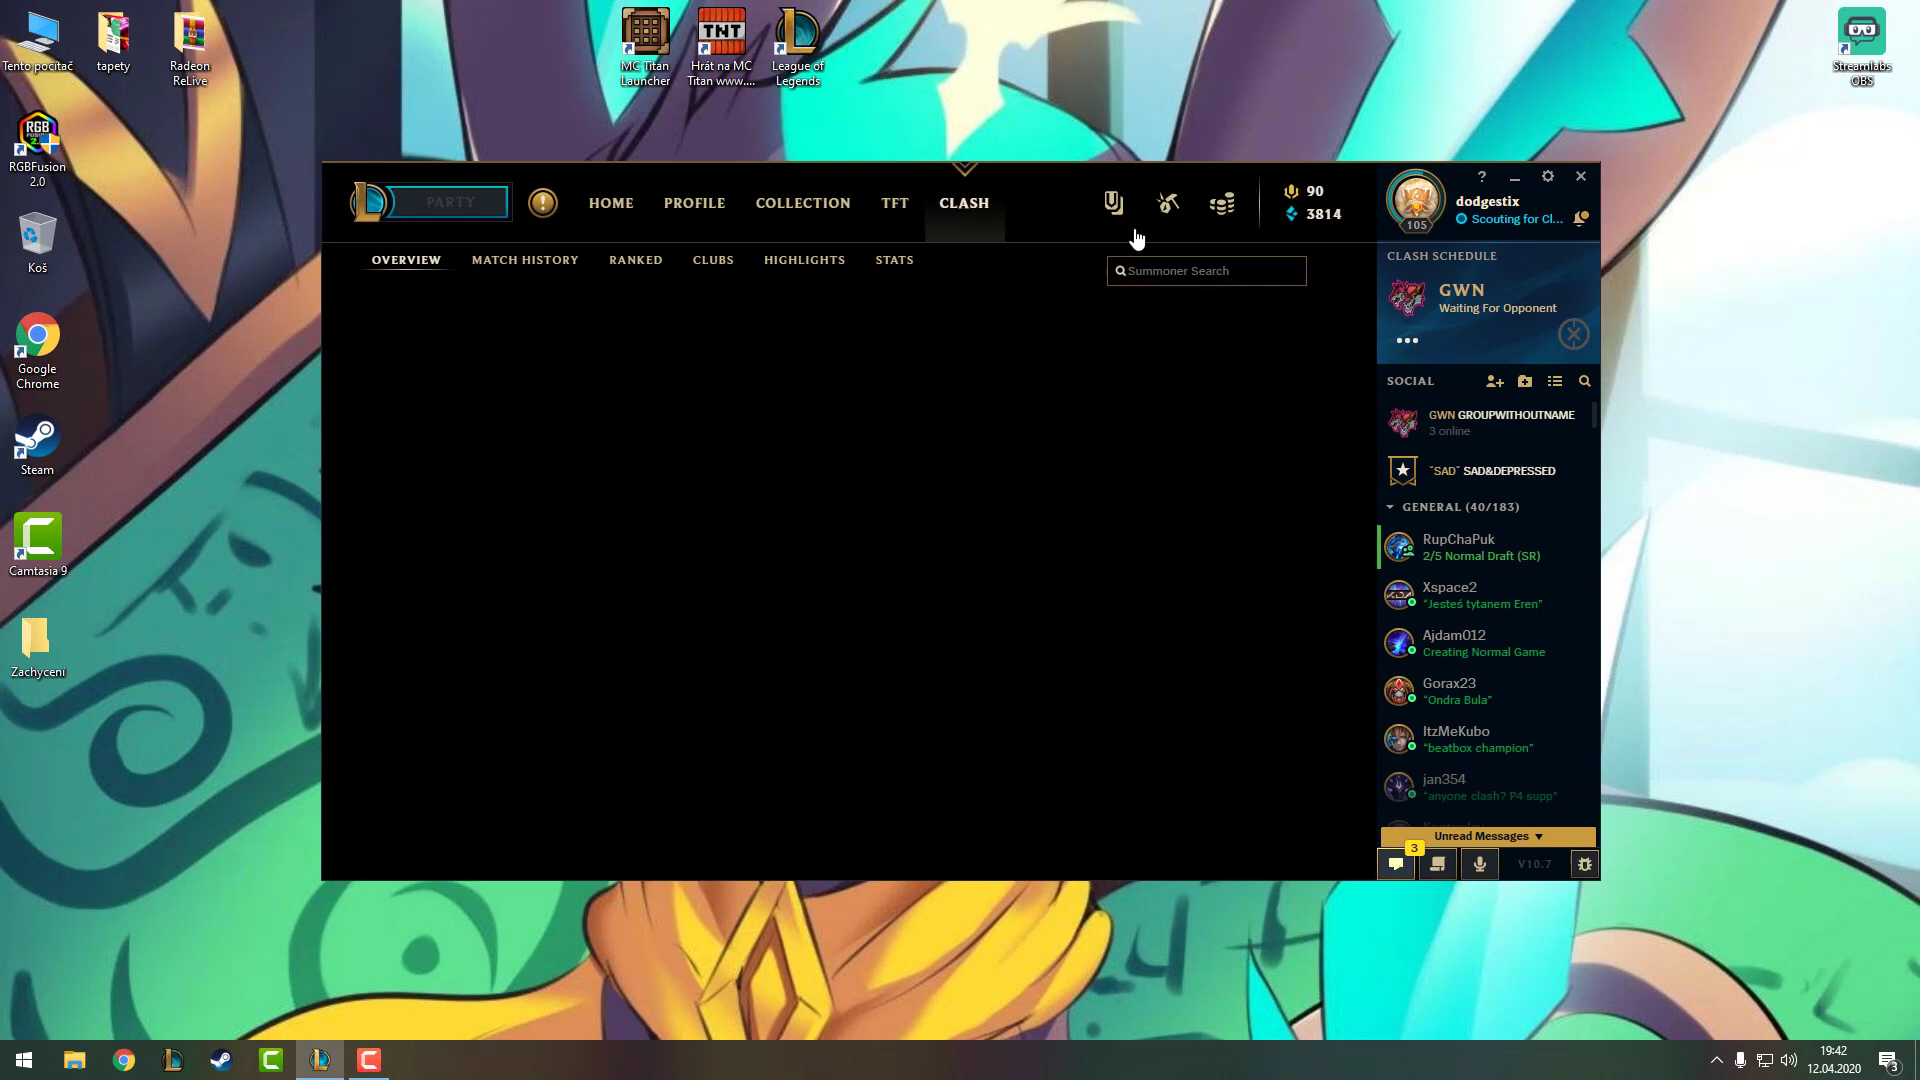 Tento počítač
tapety
Radeon
ReLive
MC Titan
Launcher
TNT
Hrát na MC
Titan www....
League of
Legends
Streamlabs
OBS
RGB
RGBFusion
2.0
Koš
Google
Chrome
Steam
Camtasia 9
Zachycení
PARTY
HOME
PROFILE
COLLECTION
TFT
CLASH
90
3814
105
dodgestix
Scouting for Cl...
OVERVIEW
MATCH HISTORY
RANKED
CLUBS
HIGHLIGHTS
STATS
Summoner Search
CLASH SCHEDULE
GWN
Waiting For Opponent
SOCIAL
GWN GROUPWITHOUTNAME
3 online
˘SAD˘ SAD&DEPRESSED
GENERAL (40/183)
RupChaPuk
2/5 Normal Draft (SR)
Xspace2
“Jesteś tytanem Eren”
Ajdam012
Creating Normal Game
Gorax23
“Ondra Bula”
ItzMeKubo
“beatbox champion”
jan354
“anyone clash? P4 supp”
Unread Messages
3
V10.7
19:42
12.04.2020
3